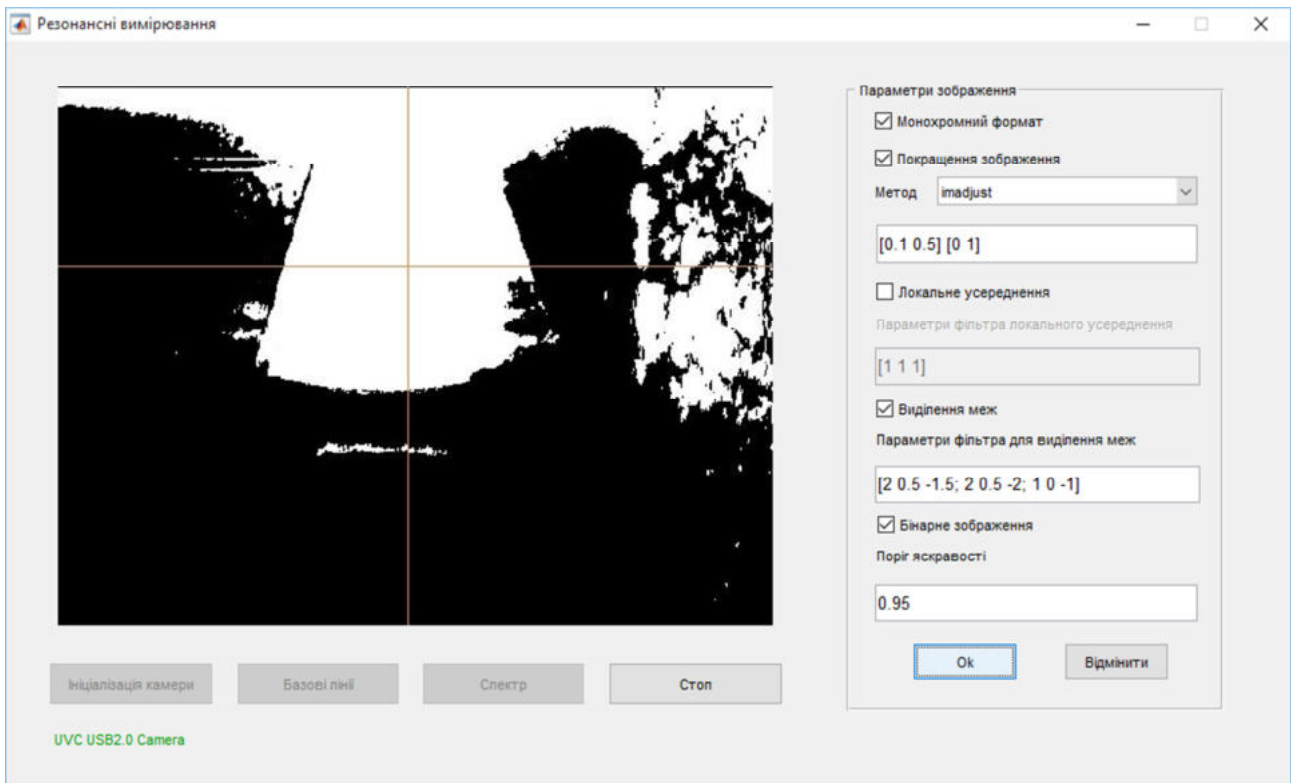 Резонансні вимірювання
Параметри зображення
Монохромний формат
Покращення зображення
Метод imadjust
[0.1 0.5] [0 1]
Локальне усереднення
Параметри фільтра локального усереднення
[1 1 1]
Виділення меж
Параметри фільтра для виділення меж
[2 0.5 -1.5; 2 0.5 -2; 1 0 -1]
Бінарне зображення
Поріг яскравості
0.95
Ok Відмінити
Ініціалізація камери Базові лінії Спектр Стоп
UVC USB2.0 Camera